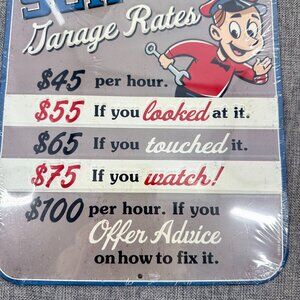 Garage Rates
$45 per hour.
$55 If you looked at it.
$65 If you touched it.
$75 If you watch!
$100 per hour. If you
Offer Advice
on how to fix it.